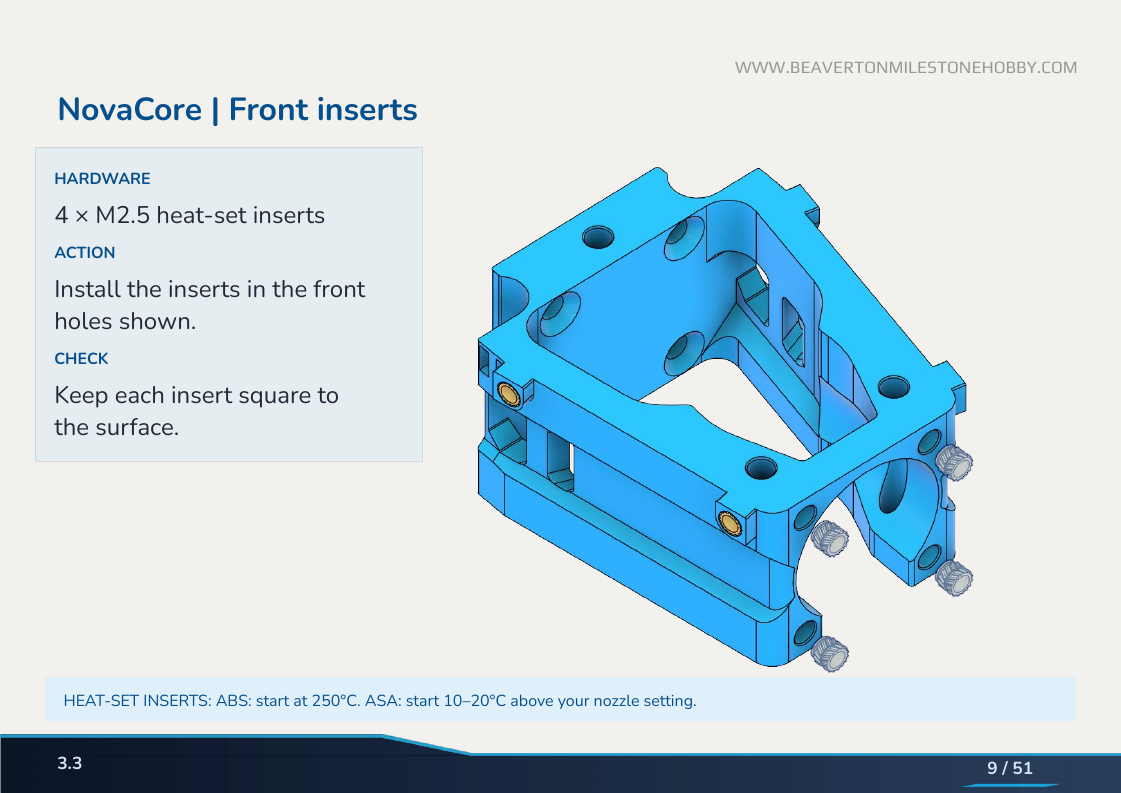 WWW.BEAVERTONMILESTONEHOBBY.COM
NovaCore | Front inserts
HARDWARE
4 × M2.5 heat-set inserts
ACTION
Install the inserts in the front
holes shown.
CHECK
Keep each insert square to
the surface.
HEAT-SET INSERTS: ABS: start at 250°C. ASA: start 10–20°C above your nozzle setting.
3.3
9 / 51